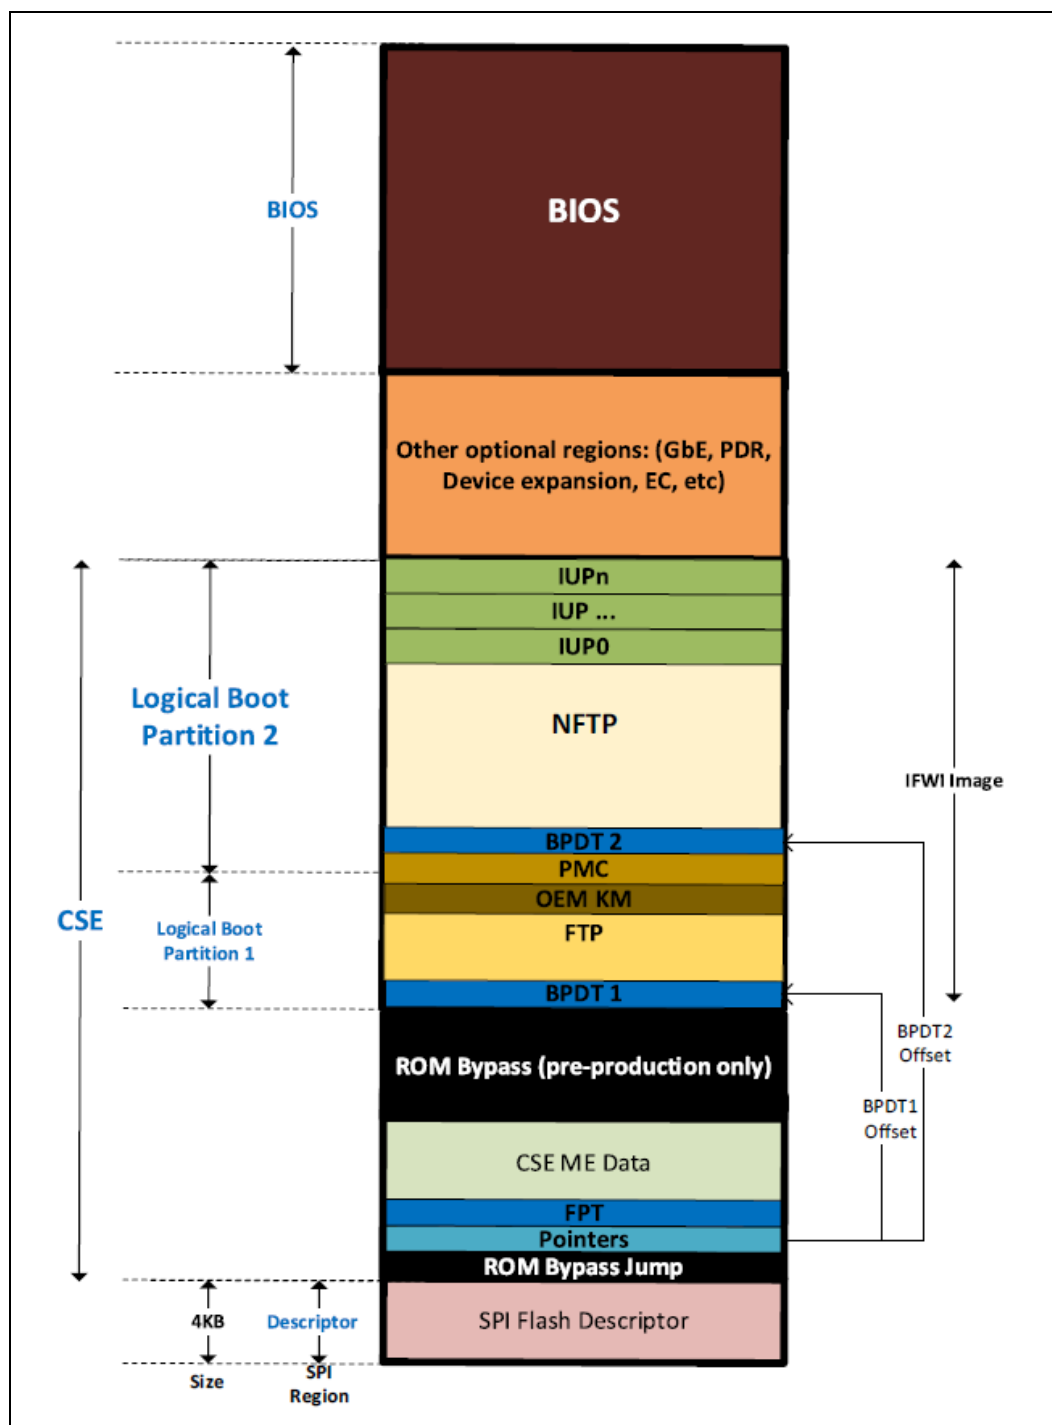 BIOS
BIOS
Other optional regions: (GbE, PDR,
Device expansion, EC, etc)
IUPn
IUP ...
IUP0
Logical Boot
Partition 2
NFTP
IFWI Image
BPDT 2
PMC
OEM KM
CSE
Logical Boot
Partition 1
FTP
BPDT 1
BPDT2
Offset
ROM Bypass (pre-production only)
BPDT1
Offset
CSE ME Data
FPT
Pointers
ROM Bypass Jump
4KB
Descriptor
SPI Flash Descriptor
Size
SPI
Region